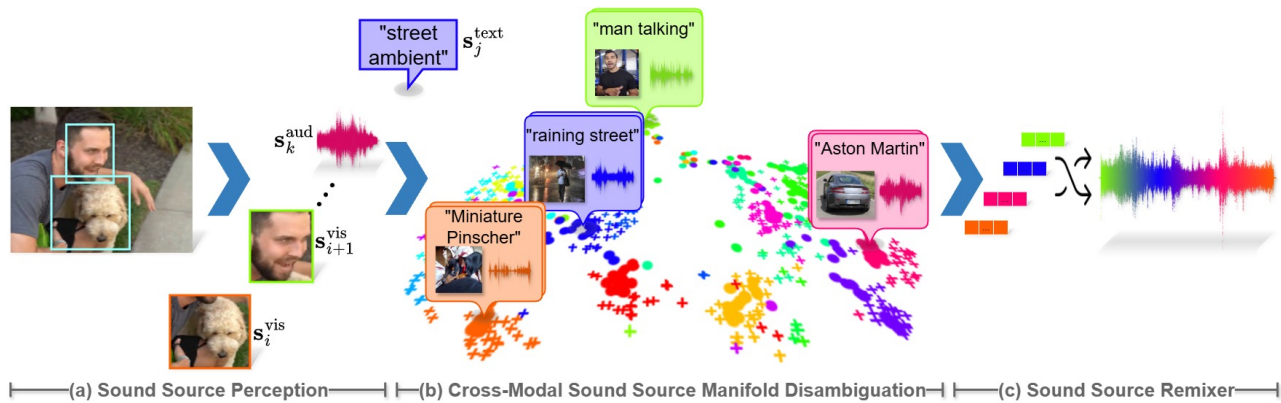 "street
ambient"
s_j^text
"man talking"
s_k^aud
"raining street"
"Aston Martin"
...
"Miniature
Pinscher"
s_{i+1}^vis
...
s_i^vis
(a) Sound Source Perception
(b) Cross-Modal Sound Source Manifold Disambiguation
(c) Sound Source Remixer